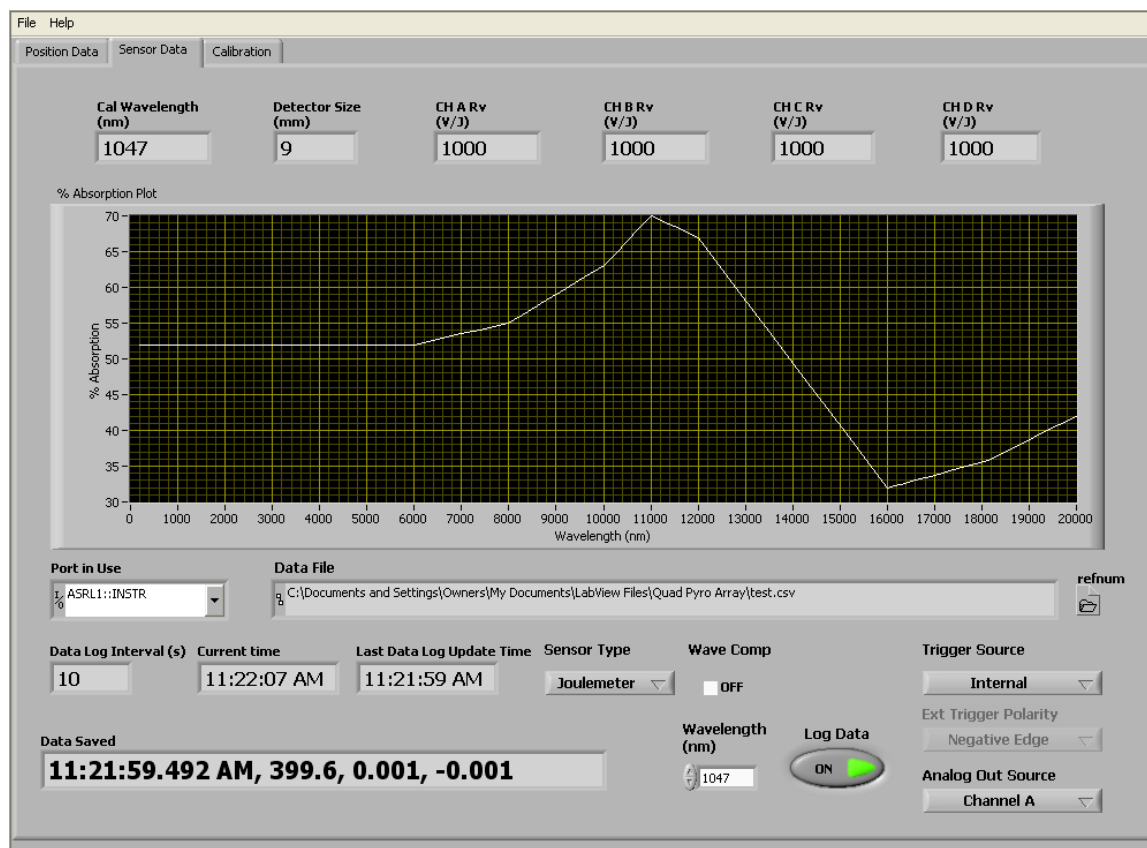 File Help
Position Data Sensor Data Calibration
Cal Wavelength (nm)
1047
Detector Size (mm)
9
CH A Rv (V/J)
1000
CH B Rv (V/J)
1000
CH C Rv (V/J)
1000
CH D Rv (V/J)
1000
% Absorption Plot
% Absorption
70
65
60
55
50
45
40
35
30
0 1000 2000 3000 4000 5000 6000 7000 8000 9000 10000 11000 12000 13000 14000 15000 16000 17000 18000 19000 20000
Wavelength (nm)
Port in Use
ASRL1::INSTR
Data File
C:\Documents and Settings\Owners\My Documents\LabView Files\Quad Pyro Array\test.csv
refnum
Data Log Interval (s)
10
Current time
11:22:07 AM
Last Data Log Update Time
11:21:59 AM
Sensor Type
Joulemeter
Wave Comp
OFF
Trigger Source
Internal
Ext Trigger Polarity
Negative Edge
Data Saved
11:21:59.492 AM, 399.6, 0.001, -0.001
Wavelength (nm)
1047
Log Data
ON
Analog Out Source
Channel A